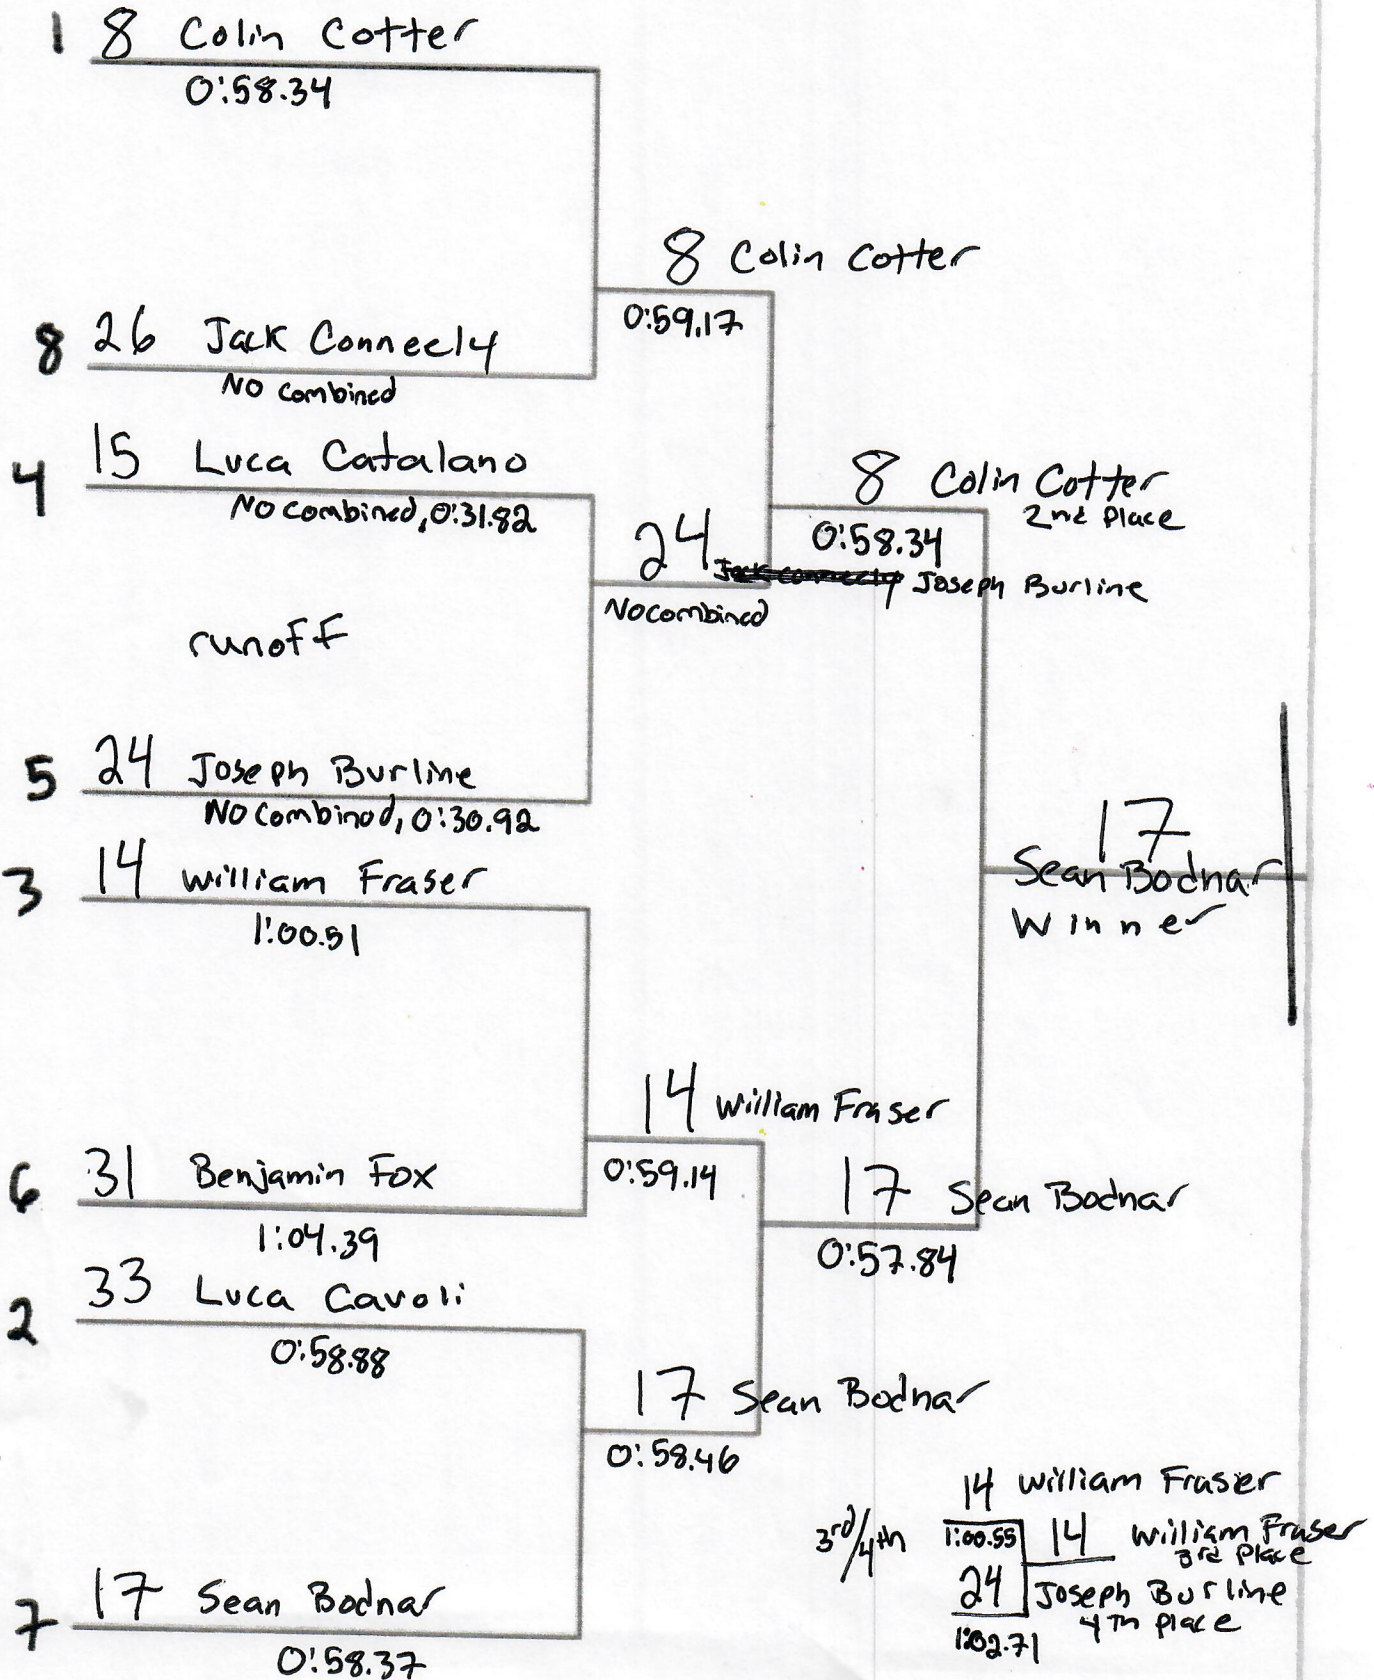 1 8 Colin Cotter
0:58.34
8 Colin Cotter
0:59.17
8 26 Jack Conneely
No combined
4 15 Luca Catalano
No combined, 0:31.82
8 Colin Cotter
2nd Place
0:58.34
24 Jack Conneely Joseph Burline
No combined
runoff
5 24 Joseph Burline
No combined, 0:30.92
17
Sean Bodnar
Winner
3 14 William Fraser
1:00.51
14 William Fraser
0:59.14
6 31 Benjamin Fox
1:04.39
17 Sean Bodnar
0:57.84
2 33 Luca Cavoli
0:58.88
17 Sean Bodnar
0:58.46
7 17 Sean Bodnar
0:58.37
14 William Fraser
3rd/4th 1:00.55 14 William Fraser
3rd Place
24 Joseph Burline
4th place
1:02.71